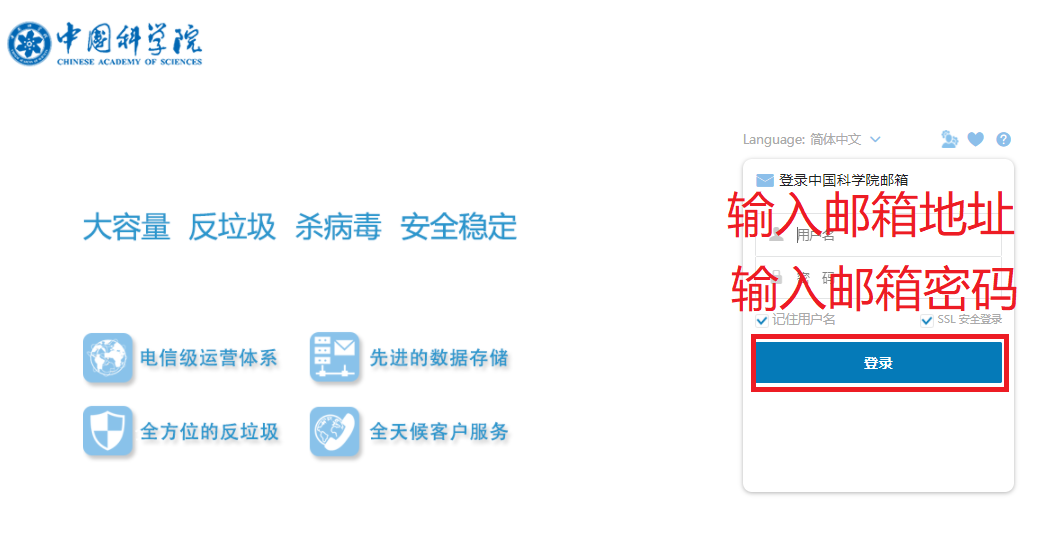 中国科学院
CHINESE ACADEMY OF SCIENCES
Language: 简体中文
登录中国科学院邮箱
输入邮箱地址
用户名
输入邮箱密码
密 码
记住用户名 SSL 安全登录
登录
大容量 反垃圾 杀病毒 安全稳定
电信级运营体系 先进的数据存储
全方位的反垃圾 全天候客户服务